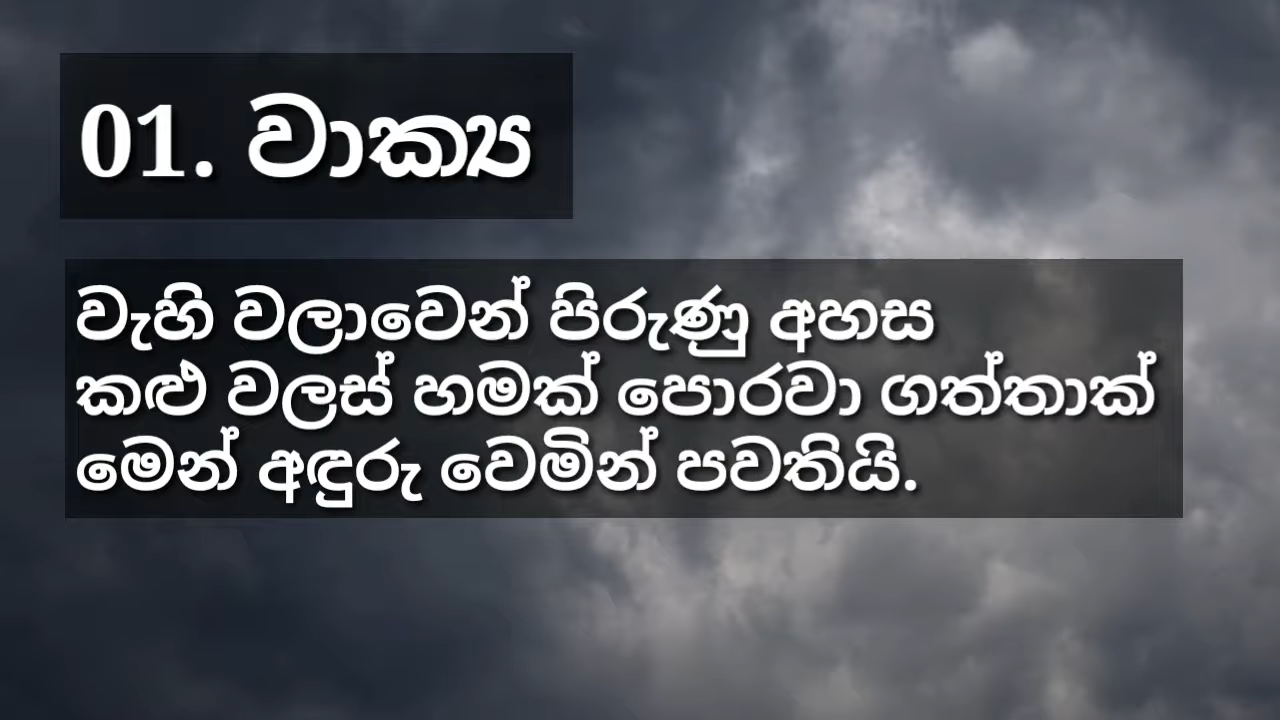 01. වාක්‍ය
වැහි වලාවෙන් පිරුණු අහස
කළු වලස් හමක් පොරවා ගත්තාක්
මෙන් අඳුරු වෙමින් පවතියි.